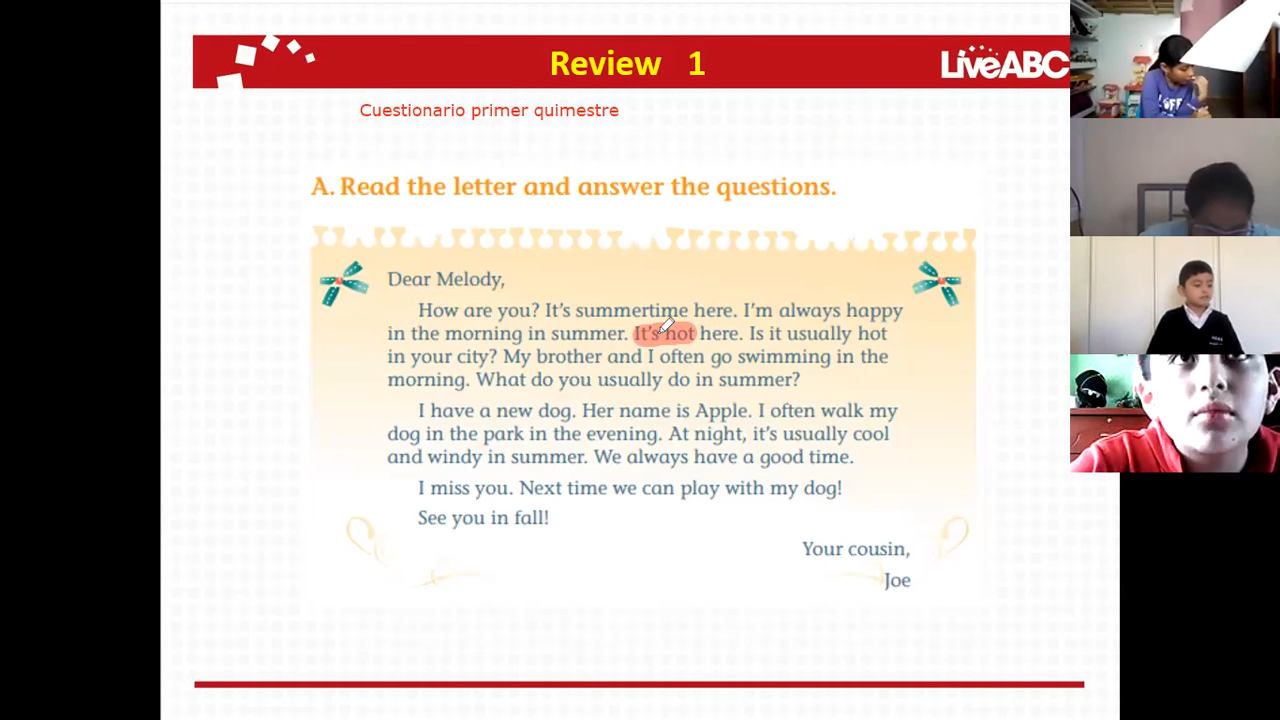 Review 1
LiveABC
Cuestionario primer quimestre
A. Read the letter and answer the questions.
Dear Melody,
How are you? It's summertime here. I'm always happy
in the morning in summer. It's hot here. Is it usually hot
in your city? My brother and I often go swimming in the
morning. What do you usually do in summer?
I have a new dog. Her name is Apple. I often walk my
dog in the park in the evening. At night, it's usually cool
and windy in summer. We always have a good time.
I miss you. Next time we can play with my dog!
See you in fall!
Your cousin,
Joe